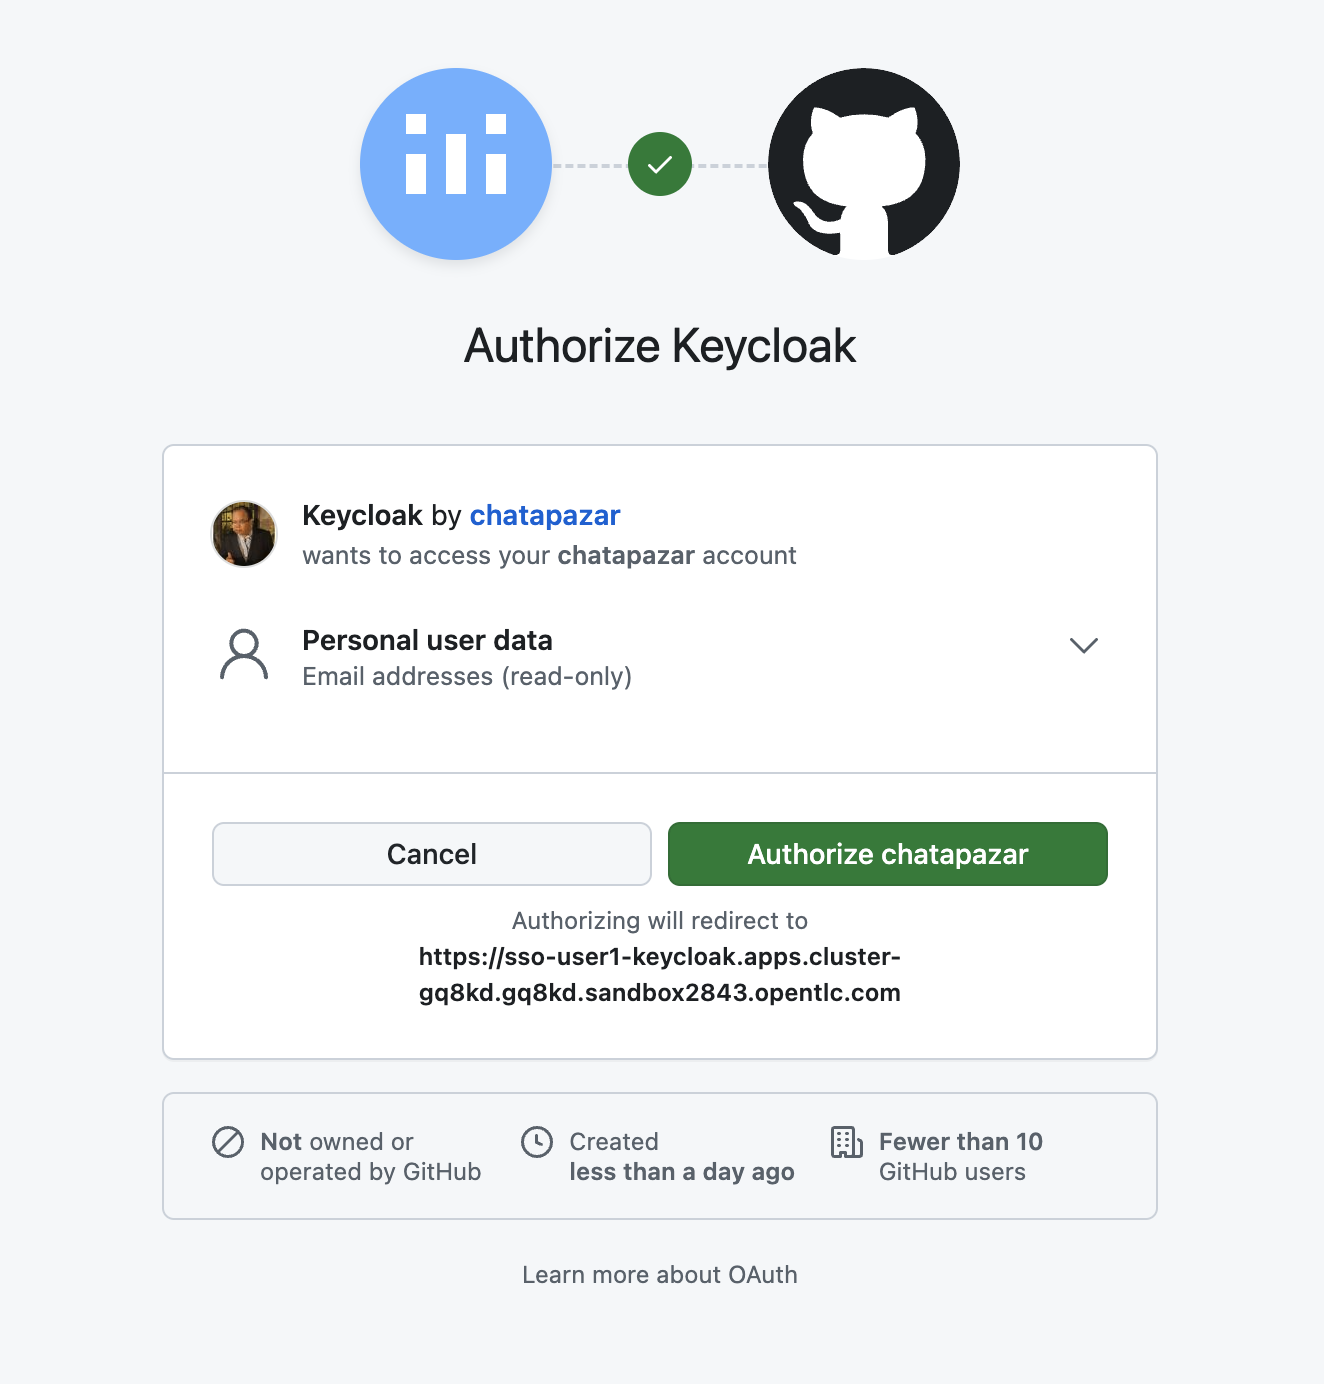 Authorize Keycloak
Keycloak by chatapazar
wants to access your chatapazar account
Personal user data
Email addresses (read-only)
Cancel
Authorize chatapazar
Authorizing will redirect to
https://sso-user1-keycloak.apps.cluster-
gq8kd.gq8kd.sandbox2843.opentlc.com
Not owned or
operated by GitHub
Created
less than a day ago
Fewer than 10
GitHub users
Learn more about OAuth